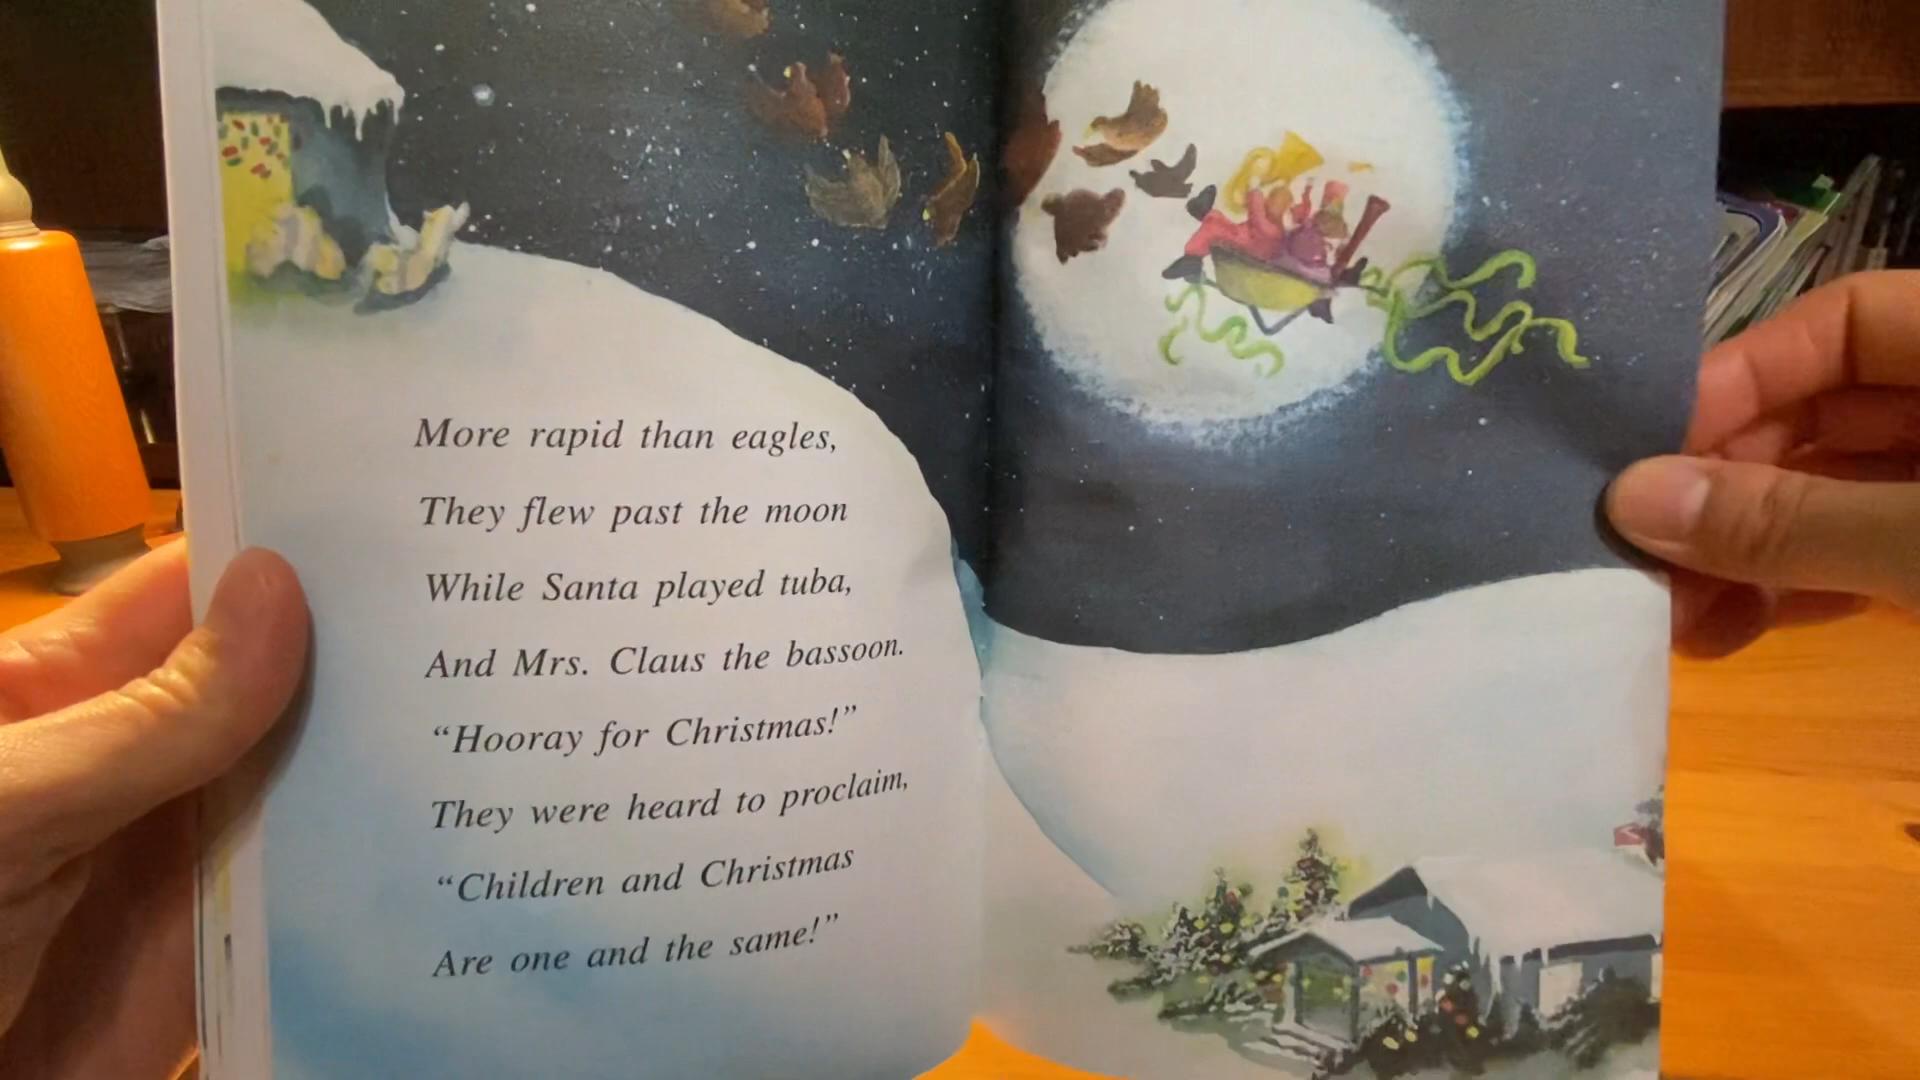 More rapid than eagles,
They flew past the moon
While Santa played tuba,
And Mrs. Claus the bassoon.
“Hooray for Christmas!”
They were heard to proclaim,
“Children and Christmas
Are one and the same!”